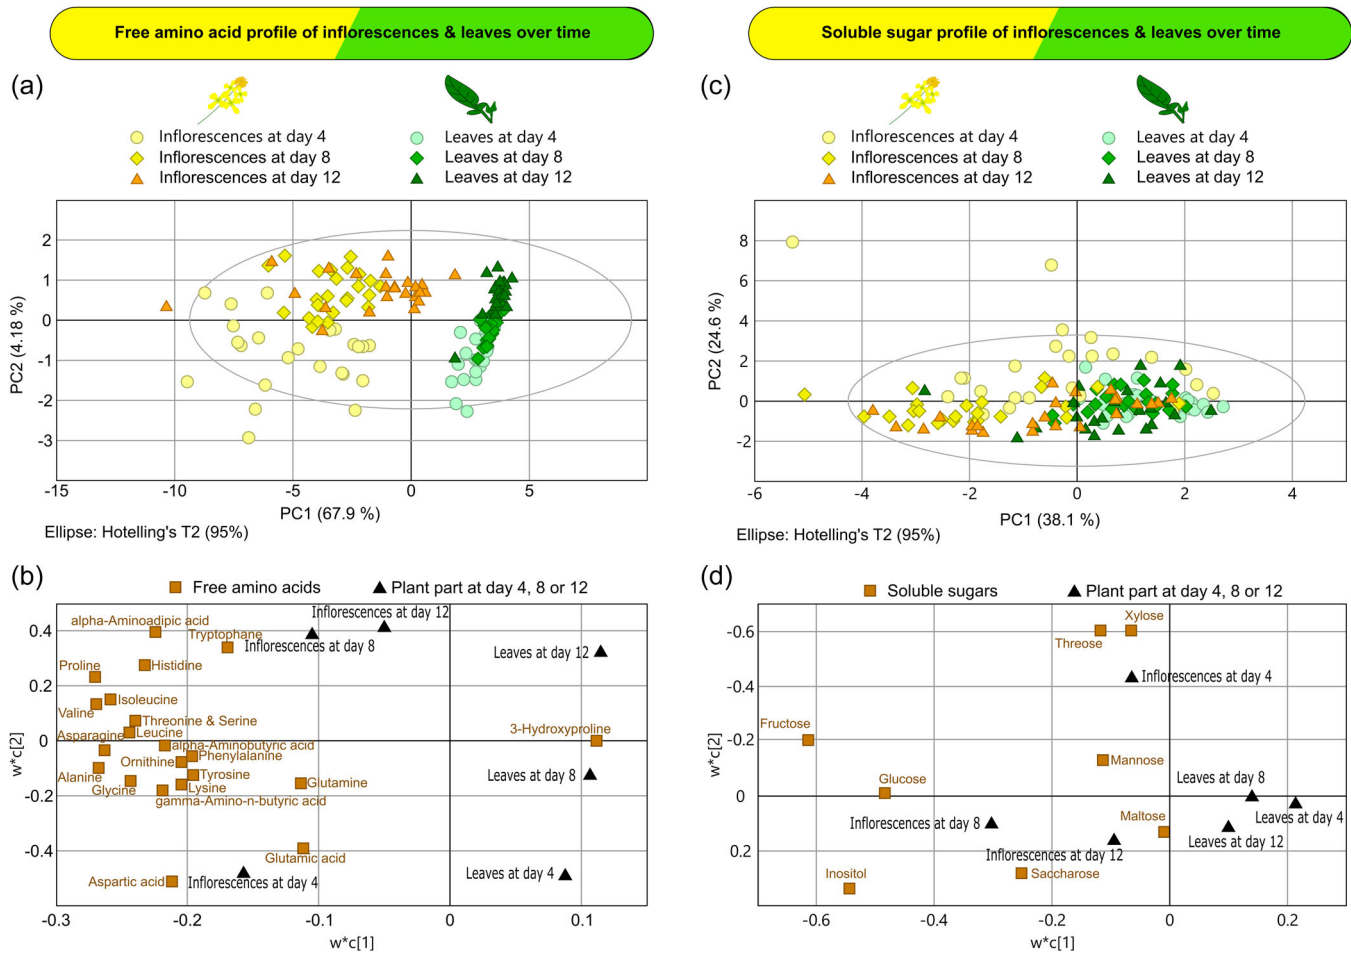 Free amino acid profile of inflorescences & leaves over time
Soluble sugar profile of inflorescences & leaves over time
(a)
Inflorescences at day 4
Inflorescences at day 8
Inflorescences at day 12
Leaves at day 4
Leaves at day 8
Leaves at day 12
PC2 (4.18 %)
2
1
0
-1
-2
-3
-15
-10
-5
0
5
PC1 (67.9 %)
Ellipse: Hotelling's T2 (95%)
(c)
Inflorescences at day 4
Inflorescences at day 8
Inflorescences at day 12
Leaves at day 4
Leaves at day 8
Leaves at day 12
PC2 (24.6 %)
8
6
4
2
0
-2
-6
-4
-2
0
2
4
PC1 (38.1 %)
Ellipse: Hotelling's T2 (95%)
(b)
Free amino acids
Plant part at day 4, 8 or 12
w*c[2]
0.4
0.2
0
-0.2
-0.4
alpha-Aminoadipic acid
Tryptophane
Inflorescences at day 12
Inflorescences at day 8
Proline
Histidine
Leaves at day 12
Isoleucine
Valine
Threonine & Serine
Leucine
3-Hydroxyproline
Asparagine
alpha-Aminobutyric acid
Phenylalanine
Ornithine
Alanine
Tyrosine
Leaves at day 8
Glycine
Lysine
Glutamine
gamma-Amino-n-butyric acid
Glutamic acid
Aspartic acid
Inflorescences at day 4
Leaves at day 4
-0.3
-0.2
-0.1
0
0.1
w*c[1]
(d)
Soluble sugars
Plant part at day 4, 8 or 12
w*c[2]
-0.6
-0.4
-0.2
0
0.2
Xylose
Threose
Inflorescences at day 4
Fructose
Mannose
Glucose
Leaves at day 8
Leaves at day 4
Inflorescences at day 8
Maltose
Leaves at day 12
Inflorescences at day 12
Inositol
Saccharose
-0.6
-0.4
-0.2
0
0.2
w*c[1]